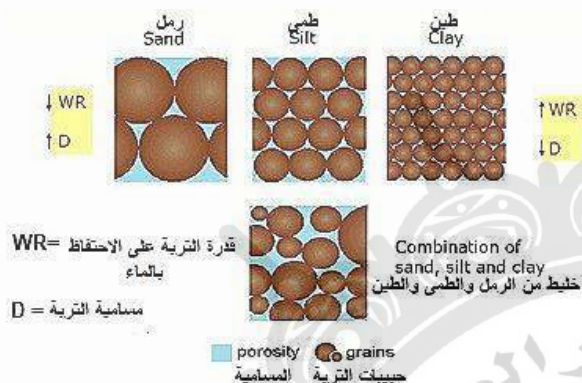 رمل
Sand
طمي
Silt
طين
Clay
↓ WR
↑ D
↑ WR
↓ D
WR= قدرة التربة على الاحتفاظ
بالماء
D = مسامية التربة
Combination of
sand, silt and clay
خليط من الرمل والطمي والطين
porosity
grains
المسامية
حبيبات التربة